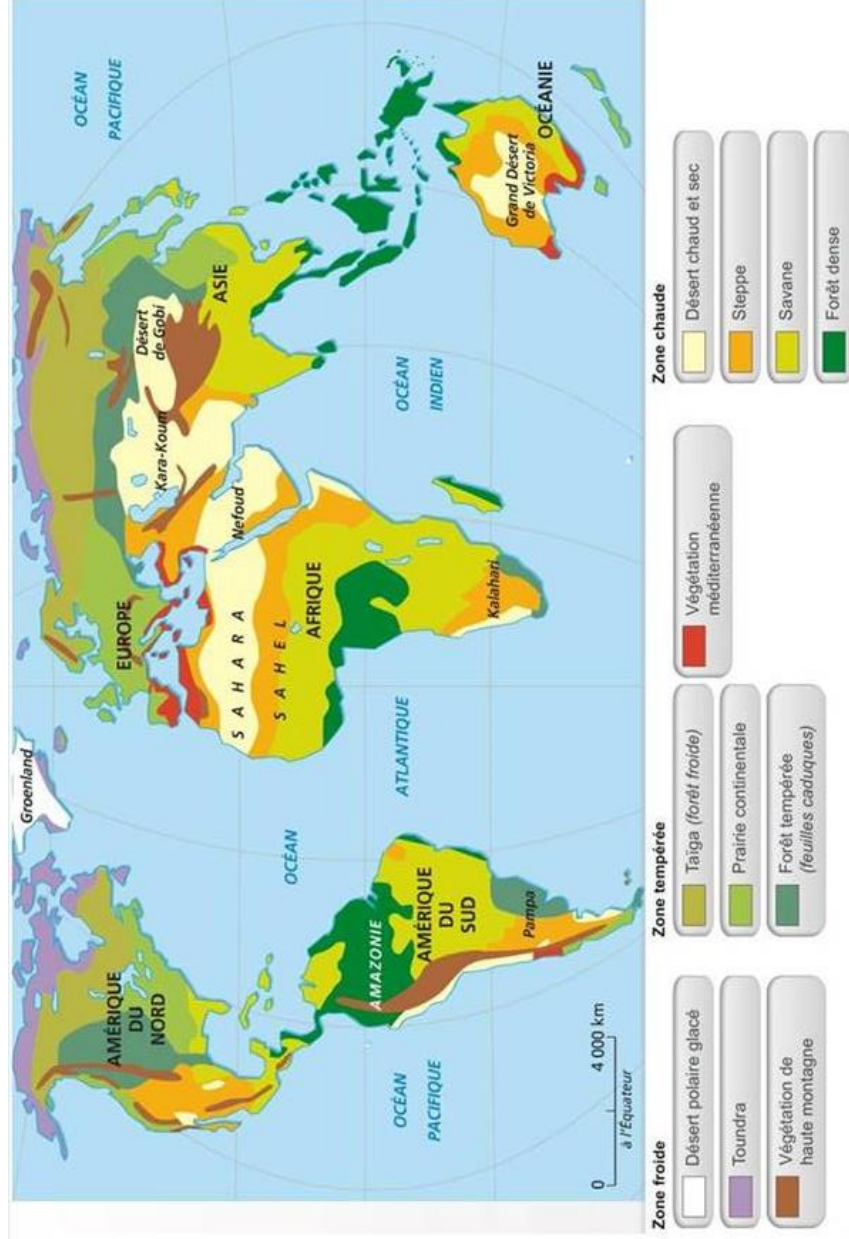 Groenland
OCÉAN
PACIFIQUE
AMÉRIQUE
DU
NORD
EUROPE
Kara-Koum
Désert
de Gobi
ASIE
Nefoud
SAHARA
SAHEL
AFRIQUE
OCÉAN
ATLANTIQUE
OCÉAN
PACIFIQUE
AMAZONIE
AMÉRIQUE
DU
SUD
Pampa
Kalahari
OCÉAN
INDIEN
Grand Désert
de Victoria
OCÉANIE
0 4 000 km
à l'Équateur
Zone froide
Désert polaire glacé
Toundra
Végétation de
haute montagne
Zone tempérée
Taïga (forêt froide)
Prairie continentale
Forêt tempérée
(feuilles caduques)
Végétation
méditerranéenne
Zone chaude
Désert chaud et sec
Steppe
Savane
Forêt dense